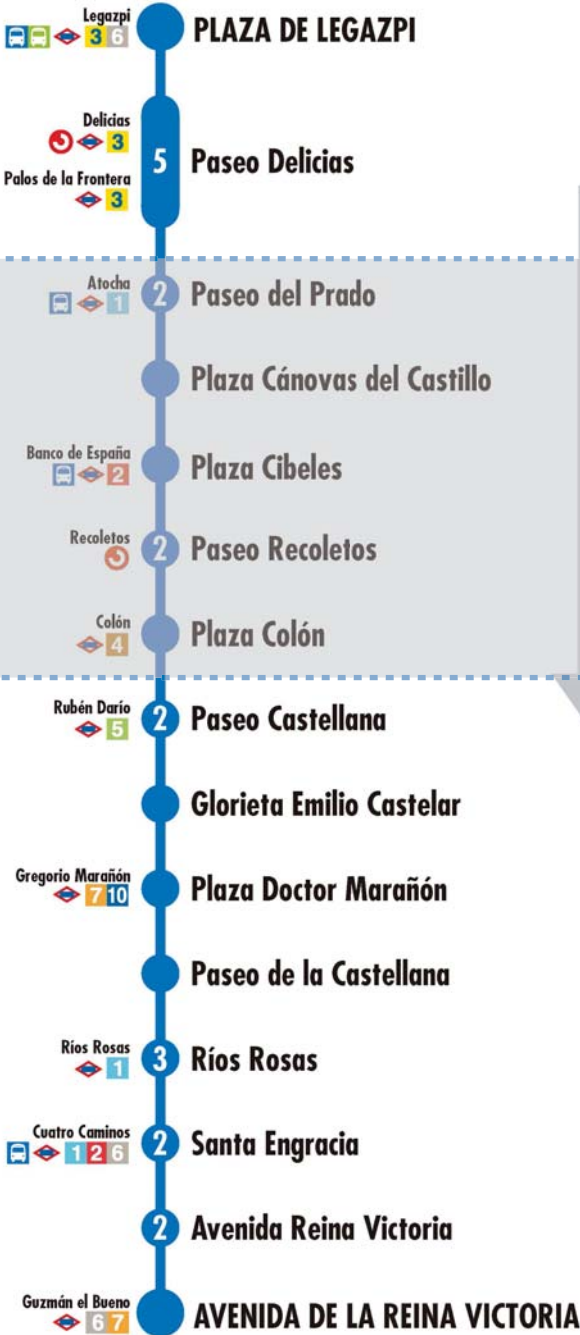 Legazpi
3 6
PLAZA DE LEGAZPI
Delicias
3
5
Paseo Delicias
Palos de la Frontera
3
Atocha
1
2
Paseo del Prado
Plaza Cánovas del Castillo
Banco de España
2
Plaza Cibeles
Recoletos
2
Paseo Recoletos
Colón
4
Plaza Colón
Rubén Darío
5
2
Paseo Castellana
Glorieta Emilio Castelar
Gregorio Marañón
7 10
Plaza Doctor Marañón
Paseo de la Castellana
Ríos Rosas
1
3
Ríos Rosas
Cuatro Caminos
1 2 6
2
Santa Engracia
2
Avenida Reina Victoria
Guzmán el Bueno
6 7
AVENIDA DE LA REINA VICTORIA